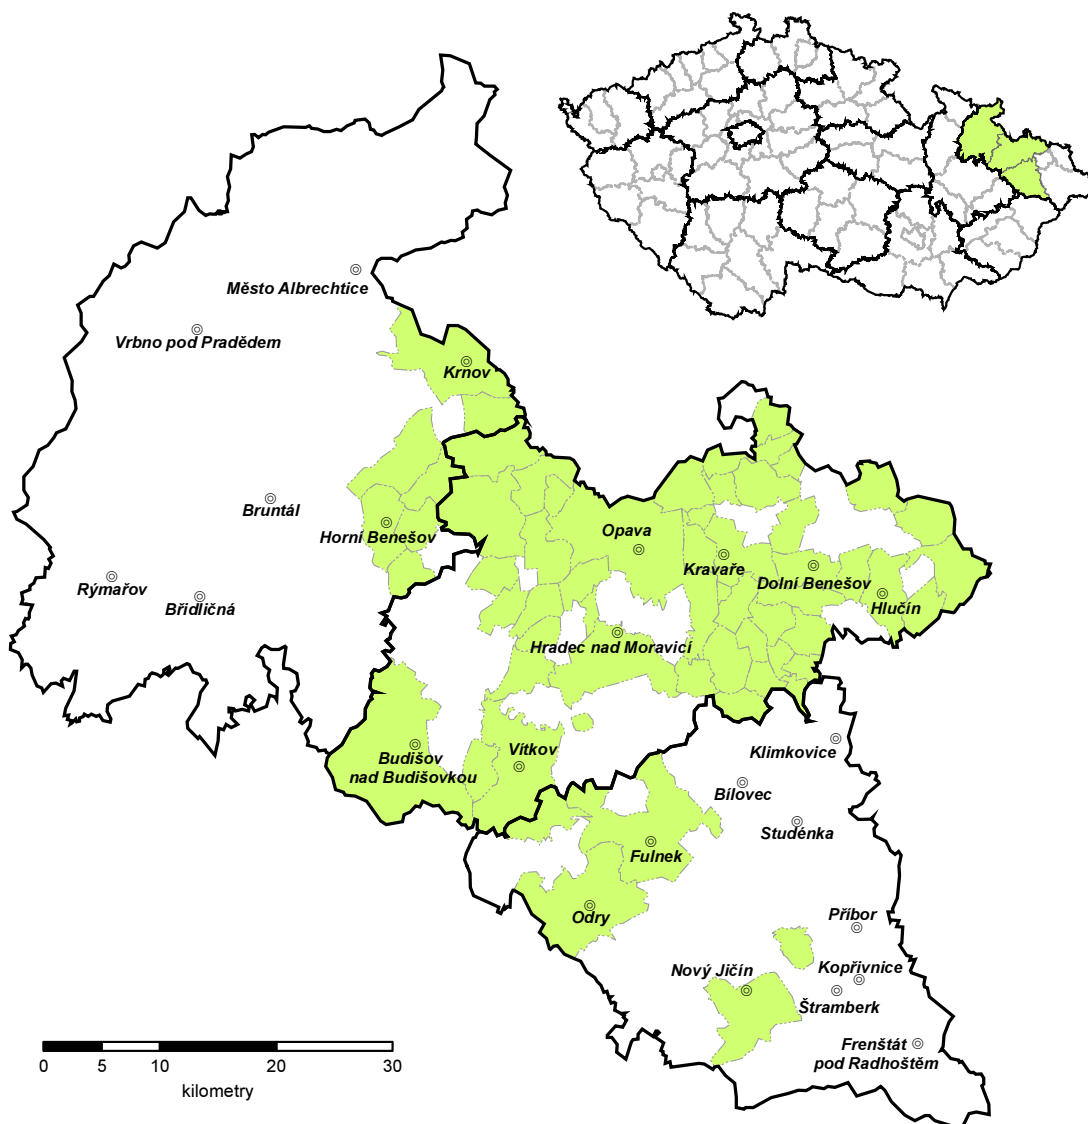 Město Albrechtice
Vrbno pod Pradědem
Krnov
Bruntál
Horní Benešov
Opava
Kravaře
Dolní Benešov
Rýmařov
Břidličná
Hlučín
Hradec nad Moravicí
Budišov
nad Budišovkou
Vítkov
Klimkovice
Bílovec
Studénka
Fulnek
Odry
Příbor
Nový Jičín
Kopřivnice
Štramberk
Frenštát
pod Radhoštěm
0 5 10 20 30
kilometry